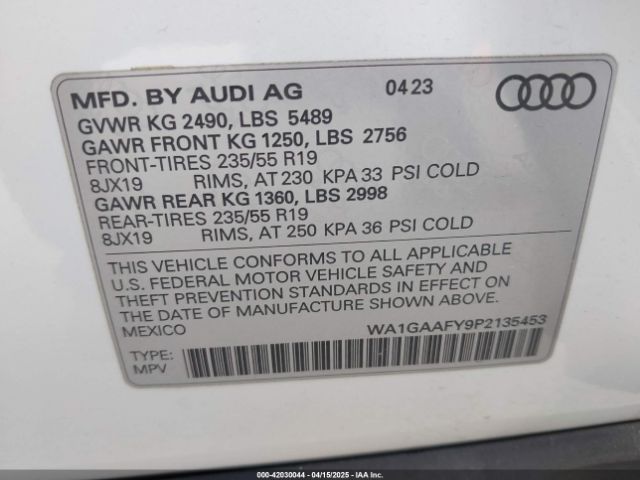 MFD. BY AUDI AG 04 23
GVWR KG 2490, LBS 5489
GAWR FRONT KG 1250, LBS 2756
FRONT-TIRES 235/55 R19
8JX19 RIMS, AT 230 KPA 33 PSI COLD
GAWR REAR KG 1360, LBS 2998
REAR-TIRES 235/55 R19
8JX19 RIMS, AT 250 KPA 36 PSI COLD
THIS VEHICLE CONFORMS TO ALL APPLICABLE
U.S. FEDERAL MOTOR VEHICLE SAFETY AND
THEFT PREVENTION STANDARDS IN EFFECT ON
THE DATE OF MANUFACTURE SHOWN ABOVE.
MEXICO WA1GAAFY9P2135453
TYPE:
MPV
000-42030044 - 04/15/2025 - IAAI.COM